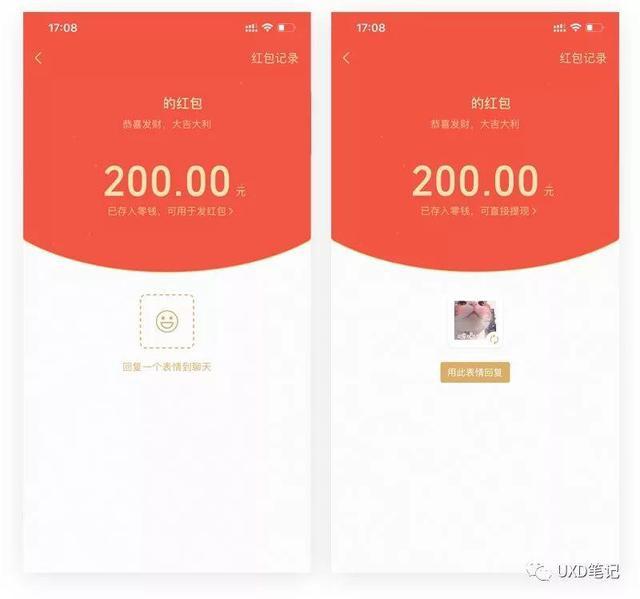 17:08
红包记录
的红包
恭喜发财，大吉大利
200.00元
已存入零钱，可用于发红包
回复一个表情到聊天
17:08
红包记录
的红包
恭喜发财，大吉大利
200.00元
已存入零钱，可直接提现
用此表情回复
UXD笔记